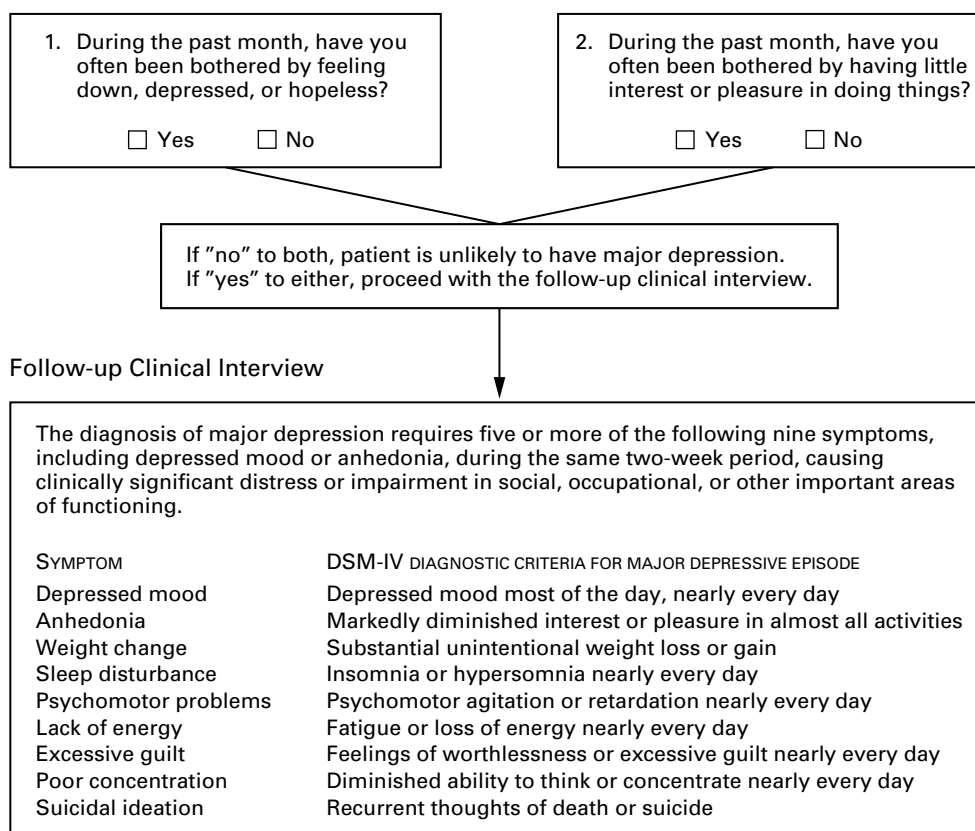 1. During the past month, have you
often been bothered by feeling
down, depressed, or hopeless?
Yes No
2. During the past month, have you
often been bothered by having little
interest or pleasure in doing things?
Yes No
If ”no” to both, patient is unlikely to have major depression.
If ”yes” to either, proceed with the follow-up clinical interview.
Follow-up Clinical Interview
The diagnosis of major depression requires five or more of the following nine symptoms,
including depressed mood or anhedonia, during the same two-week period, causing
clinically significant distress or impairment in social, occupational, or other important areas
of functioning.
SYMPTOM DSM-IV DIAGNOSTIC CRITERIA FOR MAJOR DEPRESSIVE EPISODE
Depressed mood Depressed mood most of the day, nearly every day
Anhedonia Markedly diminished interest or pleasure in almost all activities
Weight change Substantial unintentional weight loss or gain
Sleep disturbance Insomnia or hypersomnia nearly every day
Psychomotor problems Psychomotor agitation or retardation nearly every day
Lack of energy Fatigue or loss of energy nearly every day
Excessive guilt Feelings of worthlessness or excessive guilt nearly every day
Poor concentration Diminished ability to think or concentrate nearly every day
Suicidal ideation Recurrent thoughts of death or suicide